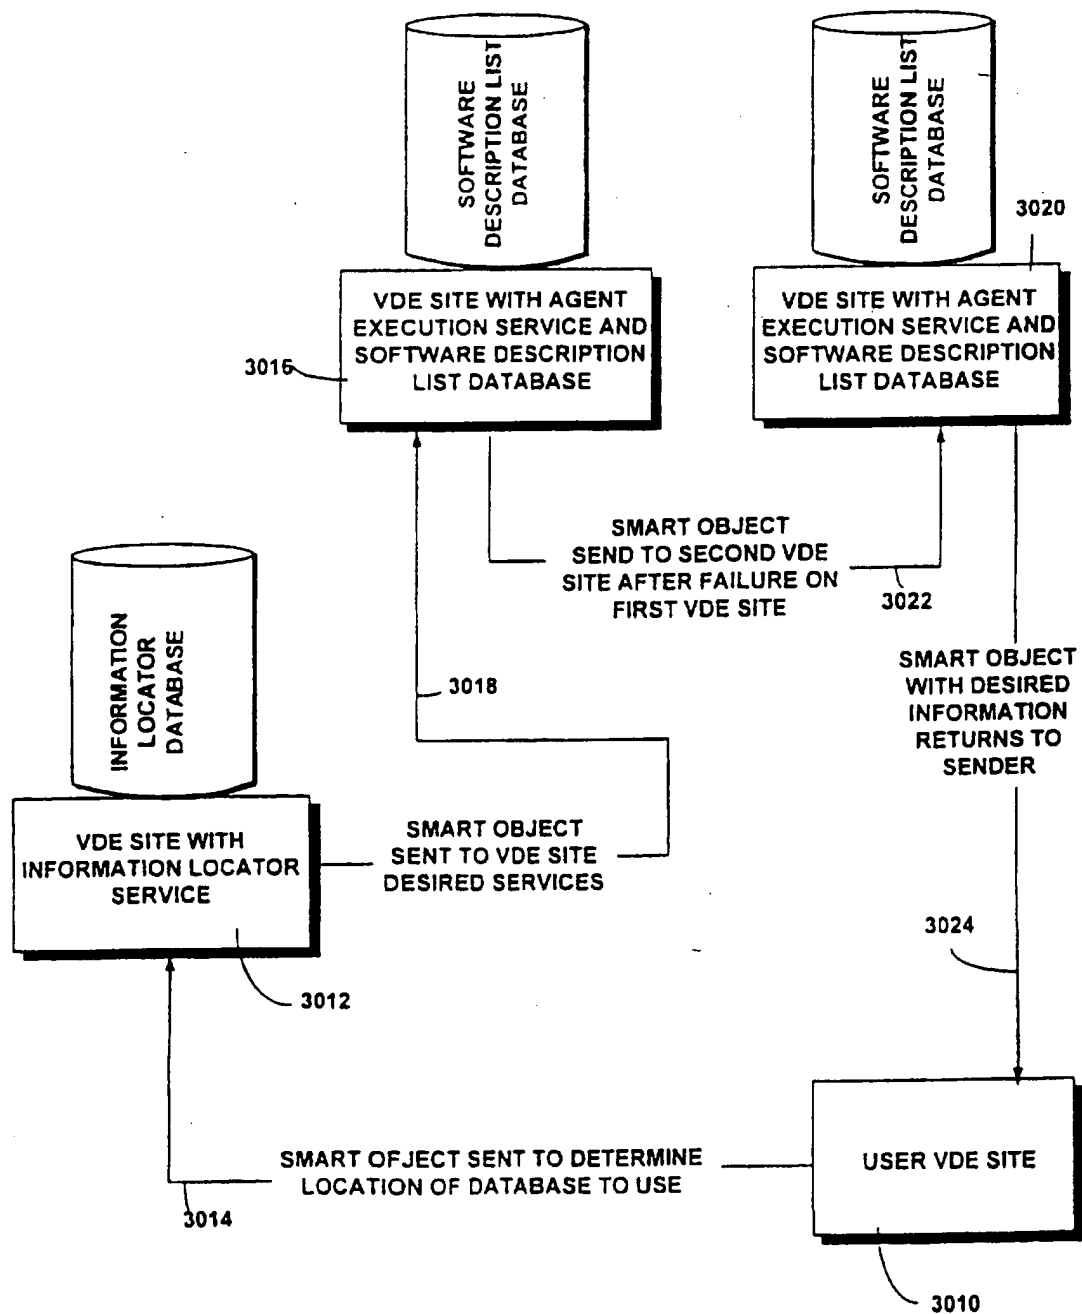 SOFTWARE
DESCRIPTION LIST
DATABASE
SOFTWARE
DESCRIPTION LIST
DATABASE
3020
VDE SITE WITH AGENT
EXECUTION SERVICE AND
SOFTWARE DESCRIPTION
LIST DATABASE
VDE SITE WITH AGENT
EXECUTION SERVICE AND
SOFTWARE DESCRIPTION
LIST DATABASE
3016
SMART OBJECT
SEND TO SECOND VDE
SITE AFTER FAILURE ON
FIRST VDE SITE
3022
INFORMATION
LOCATOR
DATABASE
3018
SMART OBJECT
WITH DESIRED
INFORMATION
RETURNS TO
SENDER
VDE SITE WITH
INFORMATION LOCATOR
SERVICE
SMART OBJECT
SENT TO VDE SITE
DESIRED SERVICES
3012
3024
SMART OFJECT SENT TO DETERMINE
LOCATION OF DATABASE TO USE
3014
USER VDE SITE
3010